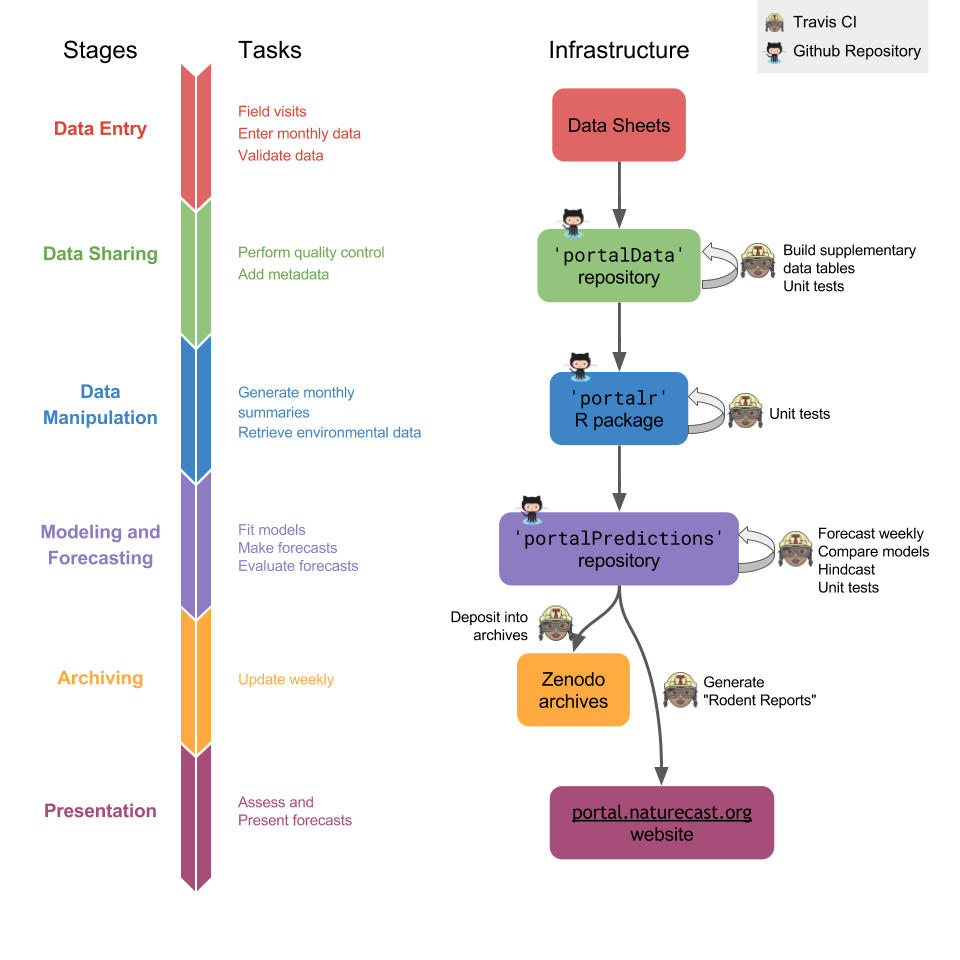 Travis CI
Github Repository
Stages
Tasks
Infrastructure
Data Entry
Field visits
Enter monthly data
Validate data
Data Sheets
Data Sharing
Perform quality control
Add metadata
'portalData'
repository
Build supplementary
data tables
Unit tests
Data
Manipulation
Generate monthly
summaries
Retrieve environmental data
'portalr'
R package
Unit tests
Modeling and
Forecasting
Fit models
Make forecasts
Evaluate forecasts
'portalPredictions'
repository
Forecast weekly
Compare models
Hindcast
Unit tests
Deposit into
archives
Archiving
Update weekly
Zenodo
archives
Generate
"Rodent Reports"
Presentation
Assess and
Present forecasts
portal.naturecast.org
website